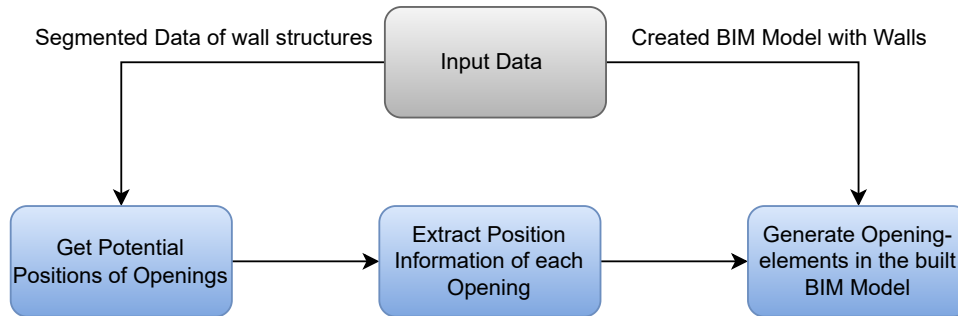 Segmented Data of wall structures
Input Data
Created BIM Model with Walls
Get Potential
Positions of Openings
Extract Position
Information of each
Opening
Generate Opening-
elements in the built
BIM Model